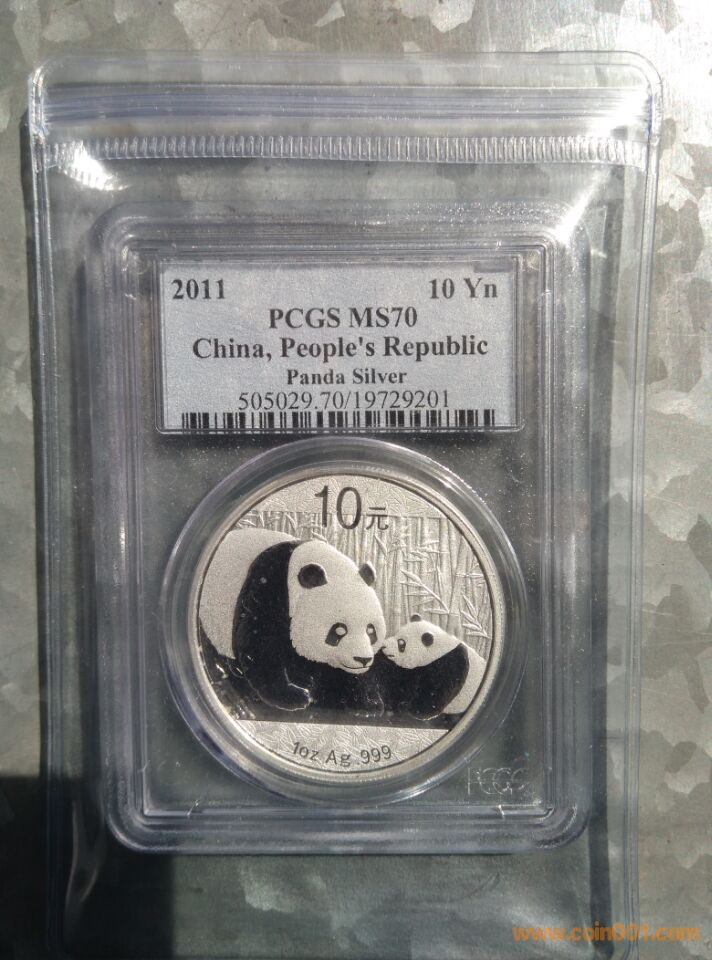 2011 10 Yn
PCGS MS70
China, People's Republic
Panda Silver
505029.70/19729201
10元
1oz Ag .999
PCGS
www.coin001.com